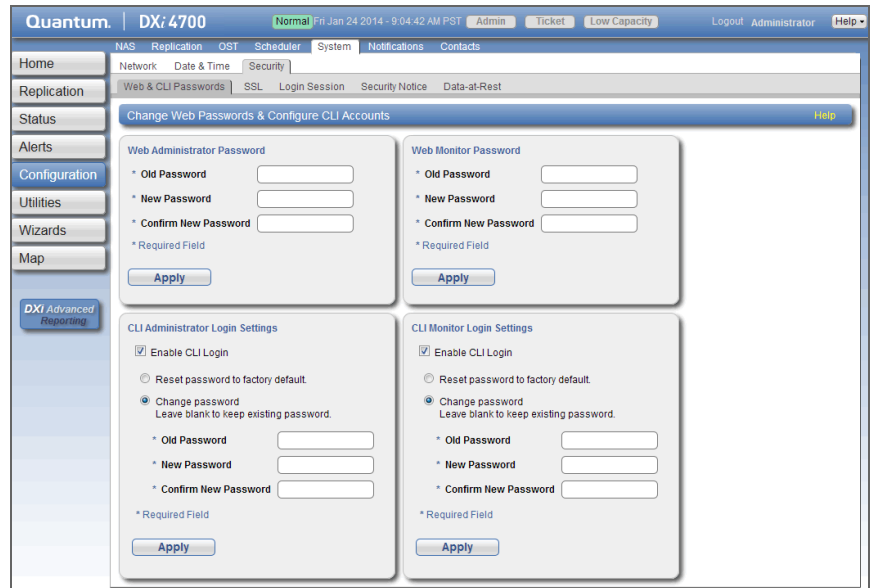 Quantum. DXi 4700 Normal Fri Jan 24 2014 - 9:04:42 AM PST Admin Ticket Low Capacity Logout Administrator Help
NAS Replication OST Scheduler System Notifications Contacts
Home
Replication
Status
Alerts
Configuration
Utilities
Wizards
Map
DXi Advanced
Reporting
Network Date & Time Security
Web & CLI Passwords SSL Login Session Security Notice Data-at-Rest
Change Web Passwords & Configure CLI Accounts Help
Web Administrator Password
* Old Password
* New Password
* Confirm New Password
* Required Field
Apply
Web Monitor Password
* Old Password
* New Password
* Confirm New Password
* Required Field
Apply
CLI Administrator Login Settings
Enable CLI Login
Reset password to factory default.
Change password
Leave blank to keep existing password.
* Old Password
* New Password
* Confirm New Password
* Required Field
Apply
CLI Monitor Login Settings
Enable CLI Login
Reset password to factory default.
Change password
Leave blank to keep existing password.
* Old Password
* New Password
* Confirm New Password
* Required Field
Apply